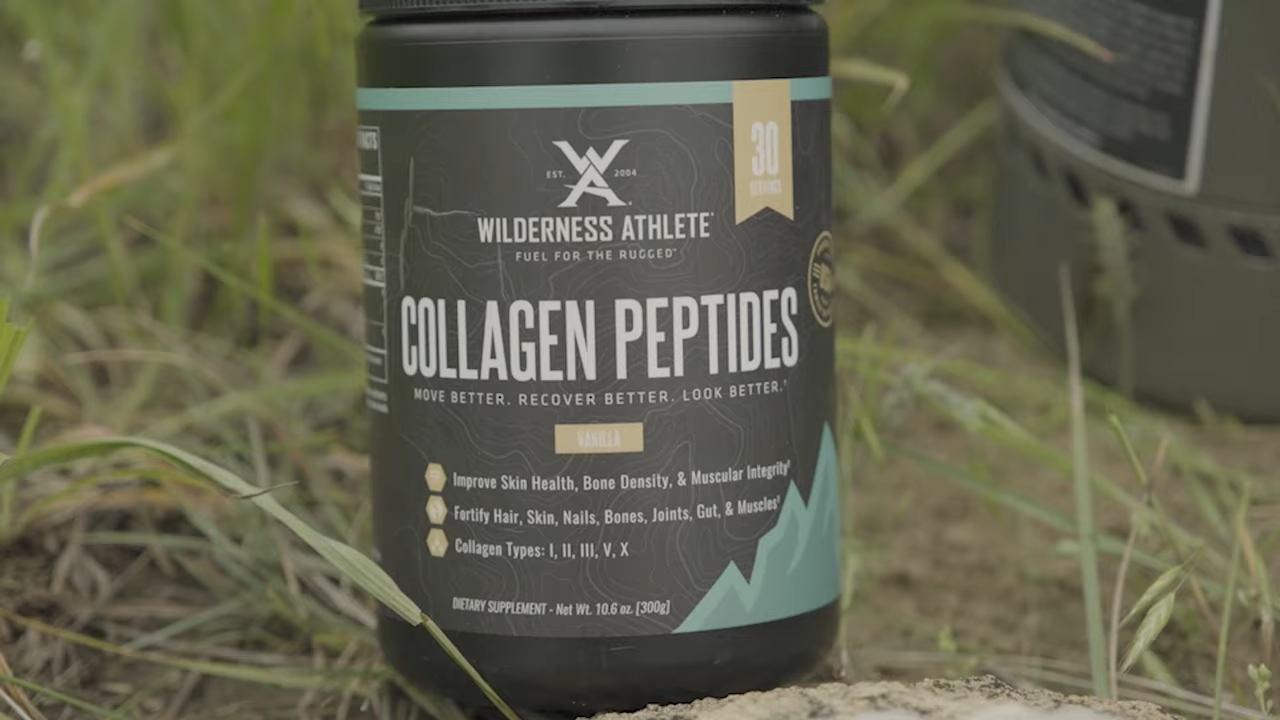 30
SERVINGS
EST. 2004
WILDERNESS ATHLETE
FUEL FOR THE RUGGED™
COLLAGEN PEPTIDES
MOVE BETTER. RECOVER BETTER. LOOK BETTER.†
VANILLA
Improve Skin Health, Bone Density, & Muscular Integrity†
Fortify Hair, Skin, Nails, Bones, Joints, Gut, & Muscles†
Collagen Types: I, II, III, V, X
DIETARY SUPPLEMENT - Net Wt. 10.6 oz. [300g]